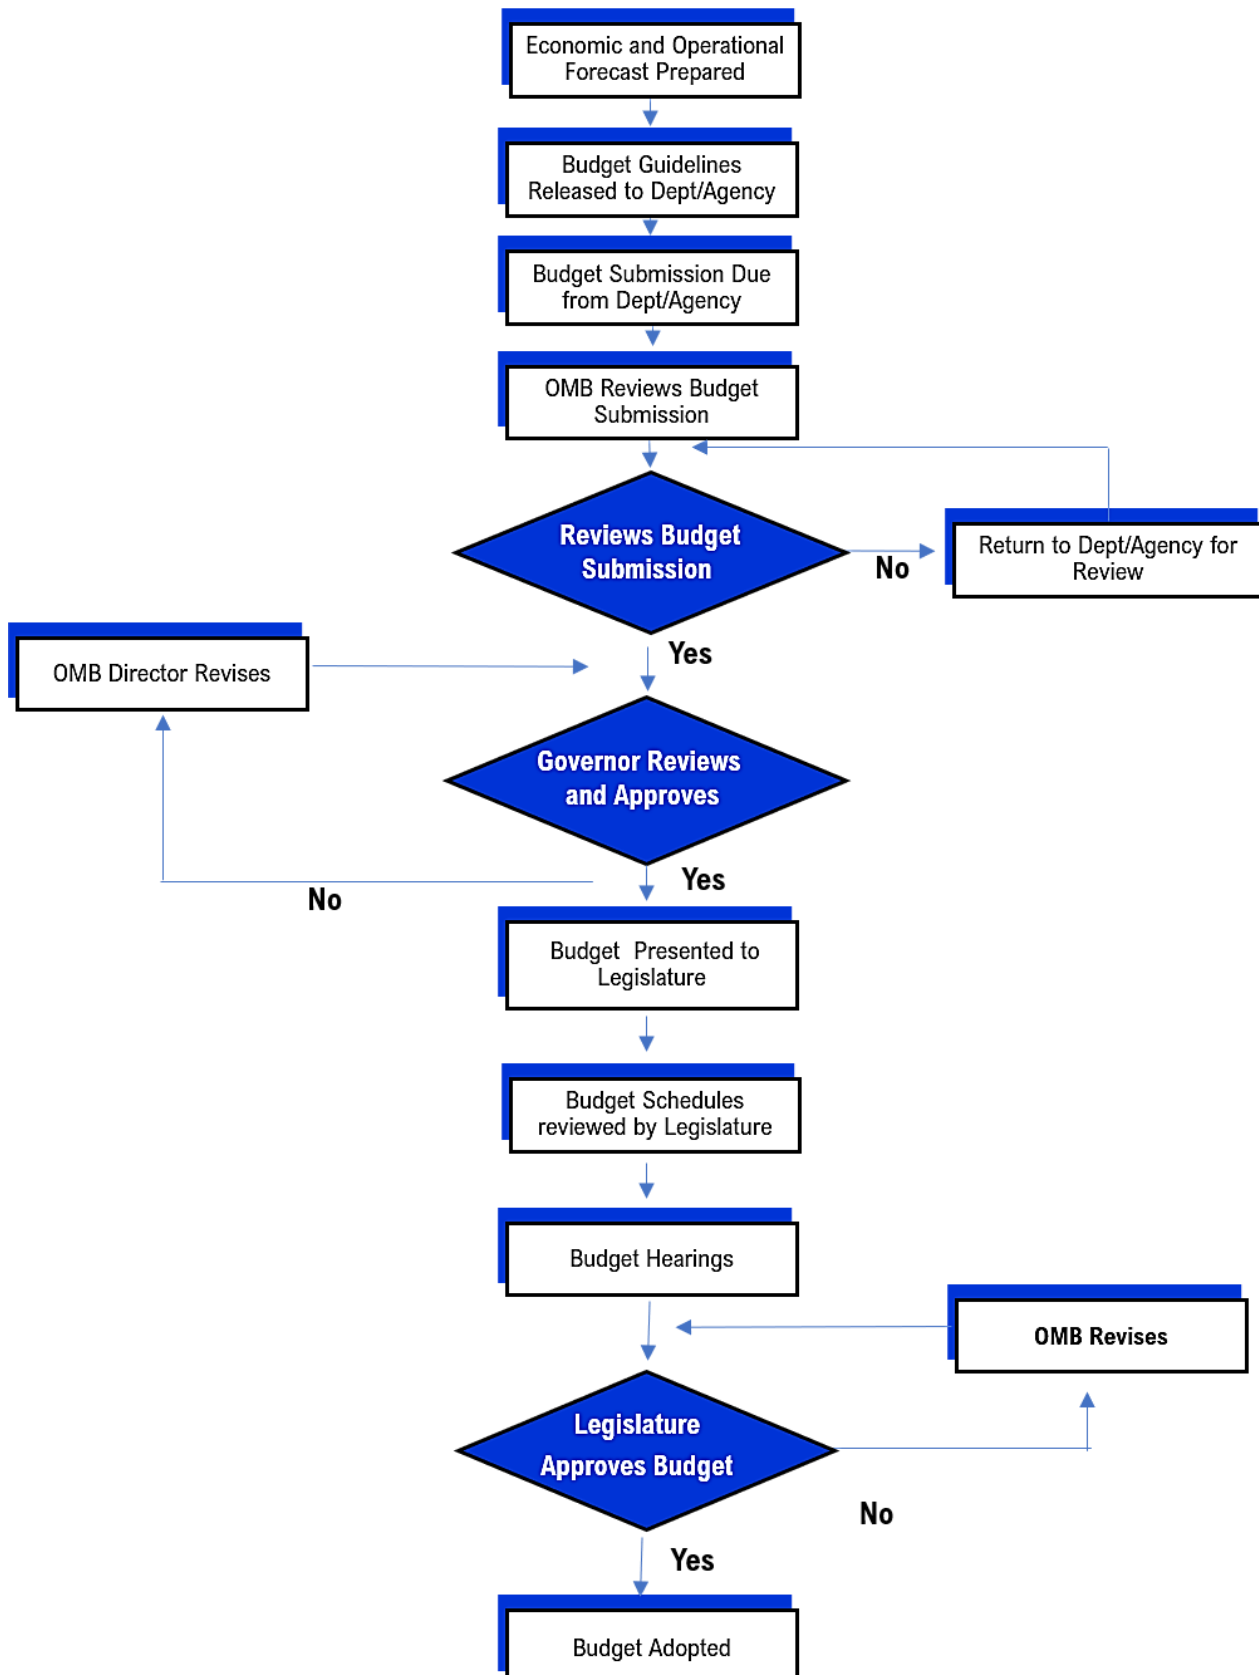 Economic and Operational
Forecast Prepared
Budget Guidelines
Released to Dept/Agency
Budget Submission Due
from Dept/Agency
OMB Reviews Budget
Submission
Reviews Budget
Submission
No
Return to Dept/Agency for
Review
Yes
OMB Director Revises
Governor Reviews
and Approves
Yes
No
Budget  Presented to
Legislature
Budget Schedules
reviewed by Legislature
Budget Hearings
OMB Revises
Legislature
Approves Budget
No
Yes
Budget Adopted